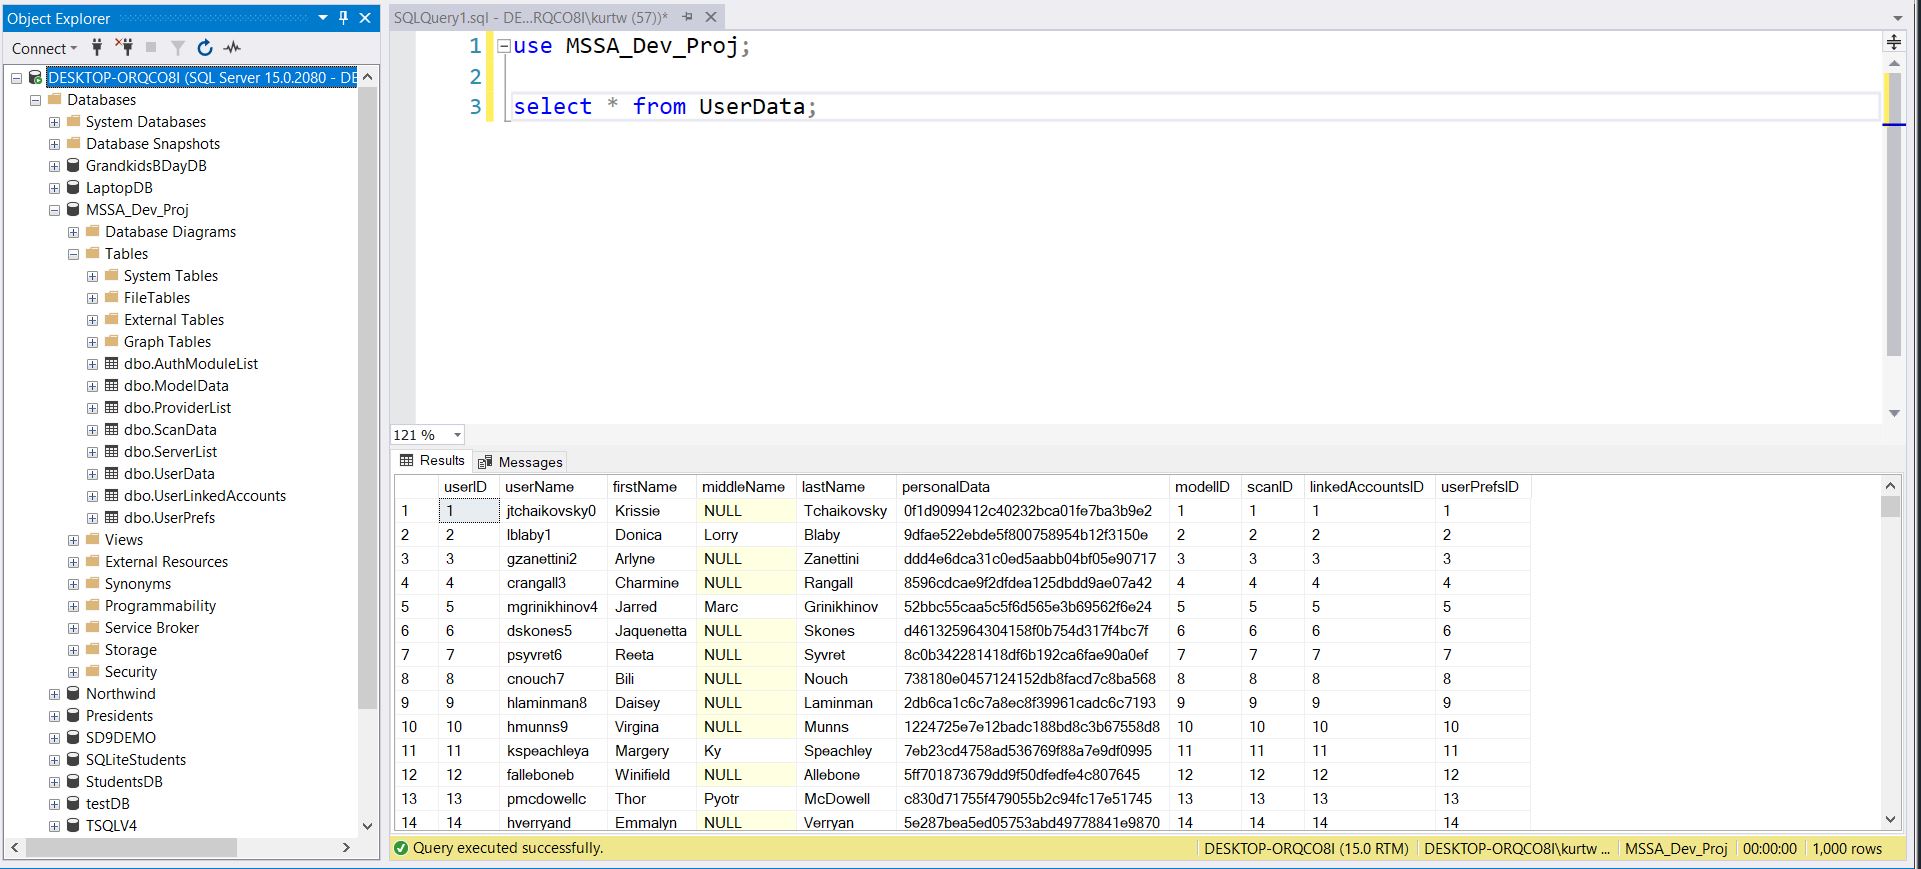 Object Explorer
Connect
DESKTOP-ORQCO8I (SQL Server 15.0.2080 - DE
Databases
System Databases
Database Snapshots
GrandkidsBDayDB
LaptopDB
MSSA_Dev_Proj
Database Diagrams
Tables
System Tables
FileTables
External Tables
Graph Tables
dbo.AuthModuleList
dbo.ModelData
dbo.ProviderList
dbo.ScanData
dbo.ServerList
dbo.UserData
dbo.UserLinkedAccounts
dbo.UserPrefs
Views
External Resources
Synonyms
Programmability
Service Broker
Storage
Security
Northwind
Presidents
SD9DEMO
SQLiteStudents
StudentsDB
testDB
TSQLV4
SQLQuery1.sql - DE...RQCO8I\kurtw (57))*
1 use MSSA_Dev_Proj;
2
3 select * from UserData;
121 %
Results Messages
userID userName firstName middleName lastName personalData modelID scanID linkedAccountsID userPrefsID
1 1 jtchaikovsky0 Krissie NULL Tchaikovsky 0f1d9099412c40232bca01fe7ba3b9e2 1 1 1 1
2 2 lblaby1 Donica Lorry Blaby 9dfae522ebde5f800758954b12f3150e 2 2 2 2
3 3 gzanettini2 Arlyne NULL Zanettini ddd4e6dca31c0ed5aabb04bf05e90717 3 3 3 3
4 4 crangall3 Charmine NULL Rangall 8596cdcae9f2dfdea125dbdd9ae07a42 4 4 4 4
5 5 mgrinikhinov4 Jarred Marc Grinikhinov 52bbc55caa5c5f6d565e3b69562f6e24 5 5 5 5
6 6 dskones5 Jaquenetta NULL Skones d461325964304158f0b754d317f4bc7f 6 6 6 6
7 7 psyvret6 Reeta NULL Syvret 8c0b342281418df6b192ca6fae90a0ef 7 7 7 7
8 8 cnouch7 Bili NULL Nouch 738180e0457124152db8facd7c8ba568 8 8 8 8
9 9 hlaminman8 Daisey NULL Laminman 2db6ca1c6c7a8ec8f39961cadc6c7193 9 9 9 9
10 10 hmunns9 Virgina NULL Munns 1224725e7e12badc188bd8c3b67558d8 10 10 10 10
11 11 kspeachleya Margery Ky Speachley 7eb23cd4758ad536769f88a7e9df0995 11 11 11 11
12 12 falleboneb Winifield NULL Allebone 5ff701873679dd9f50dfedfe4c807645 12 12 12 12
13 13 pmcdowellc Thor Pyotr McDowell c830d71755f479055b2c94fc17e51745 13 13 13 13
14 14 hverryand Emmalyn NULL Verryan 5e287bea5ed05753abd49778841e9870 14 14 14 14
Query executed successfully. DESKTOP-ORQCO8I (15.0 RTM) DESKTOP-ORQCO8I\kurtw ... MSSA_Dev_Proj 00:00:00 1,000 rows